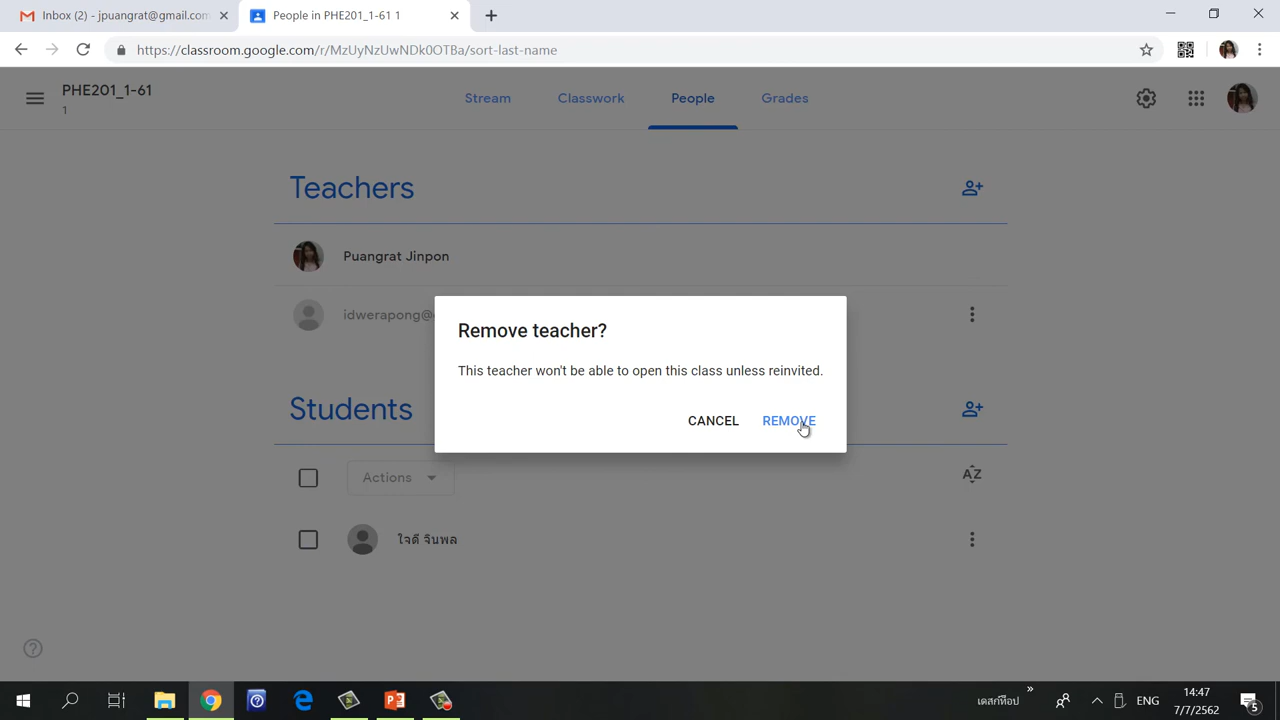 Inbox (2) - jpuangrat@gmail.com
People in PHE201_1-61 1
https://classroom.google.com/r/MzUyNzUwNDk0OTBa/sort-last-name
PHE201_1-61
1
Stream
Classwork
People
Grades
Teachers
Puangrat Jinpon
idwerapong@
Remove teacher?
This teacher won't be able to open this class unless reinvited.
CANCEL
REMOVE
Students
Actions
AZ
ใจดี จินพล
เดสก์ท็อป
ENG
14:47
7/7/2562
5